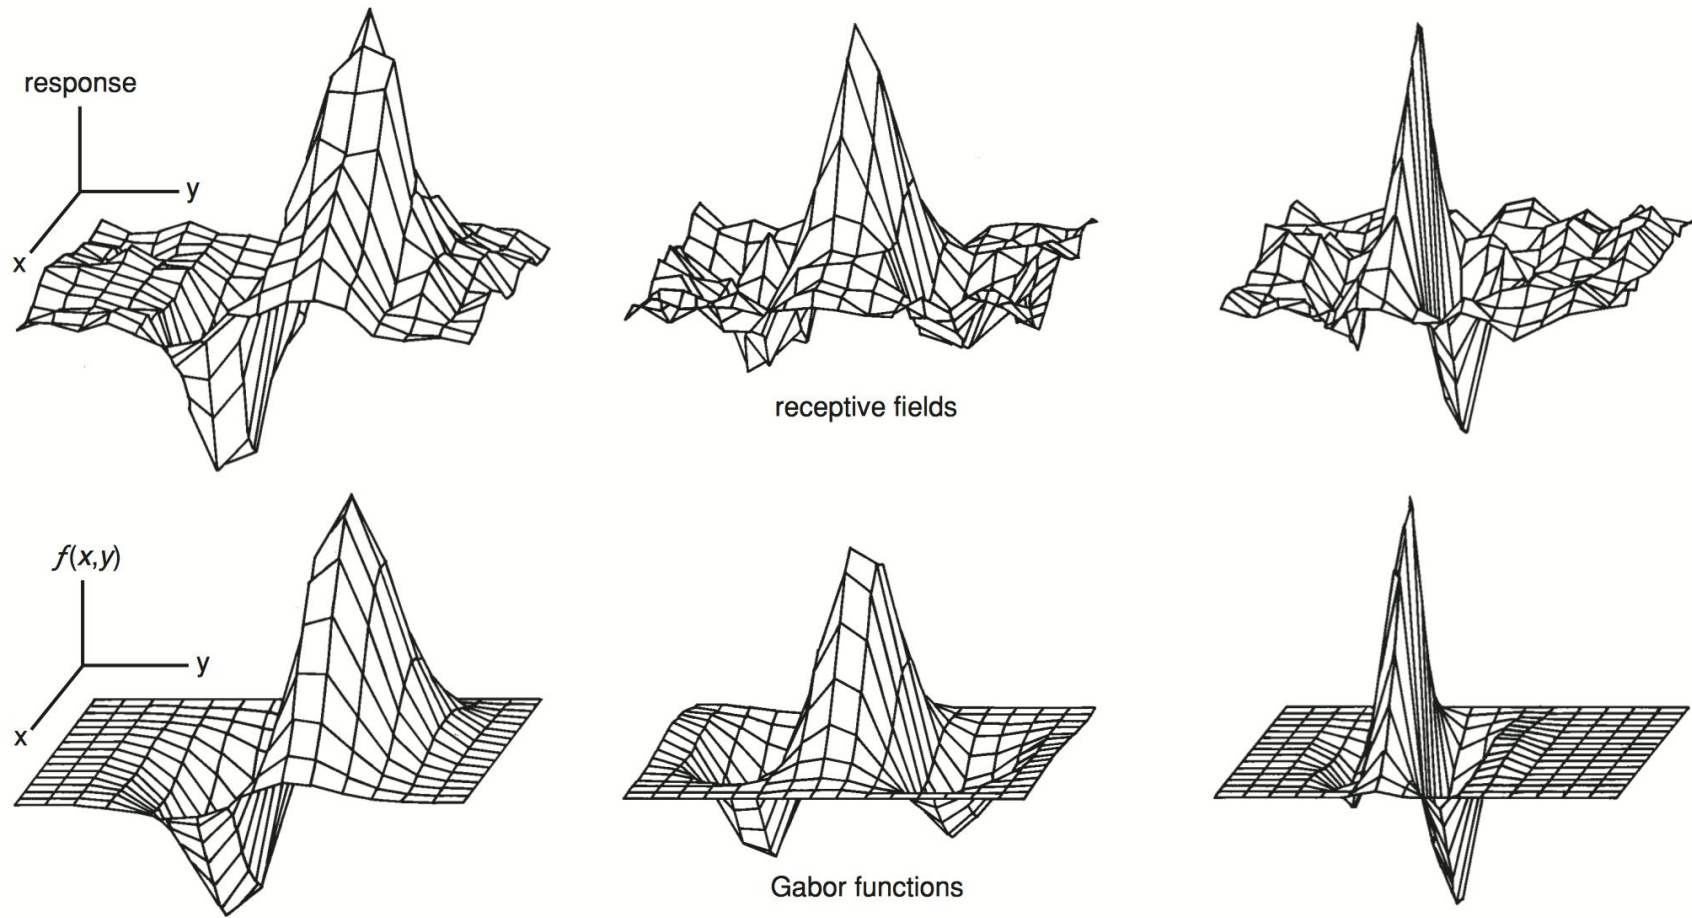 response
y
x
receptive fields
f(x,y)
y
x
Gabor functions